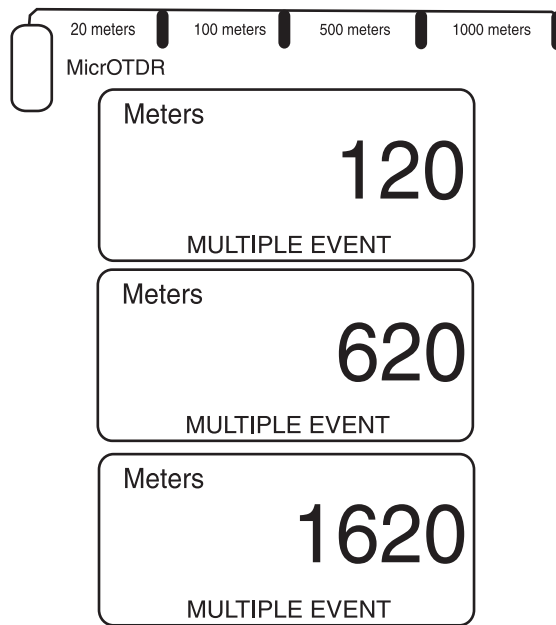 20 meters 100 meters 500 meters 1000 meters
MicrOTDR
Meters
120
MULTIPLE EVENT
Meters
620
MULTIPLE EVENT
Meters
1620
MULTIPLE EVENT